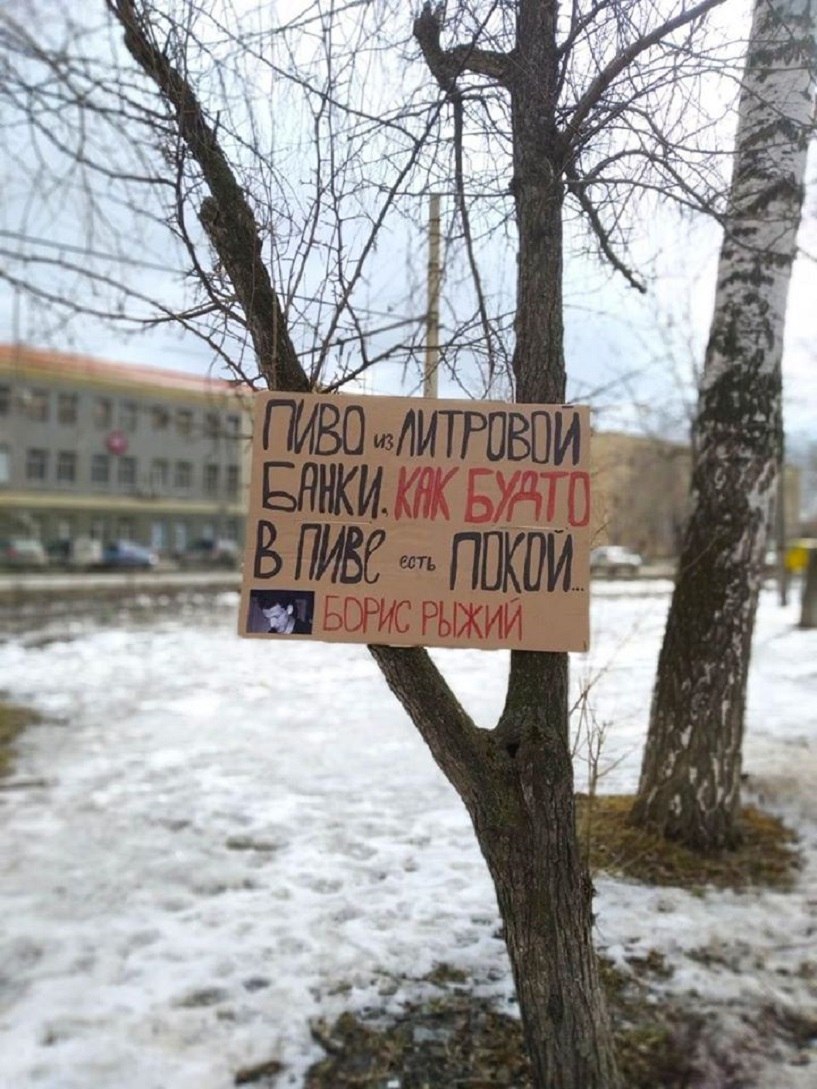 ПИВО из ЛИТРОВОЙ
БАНКИ. КАК БУДТО
В ПИВЕ есть ПОКОЙ...
БОРИС РЫЖИЙ